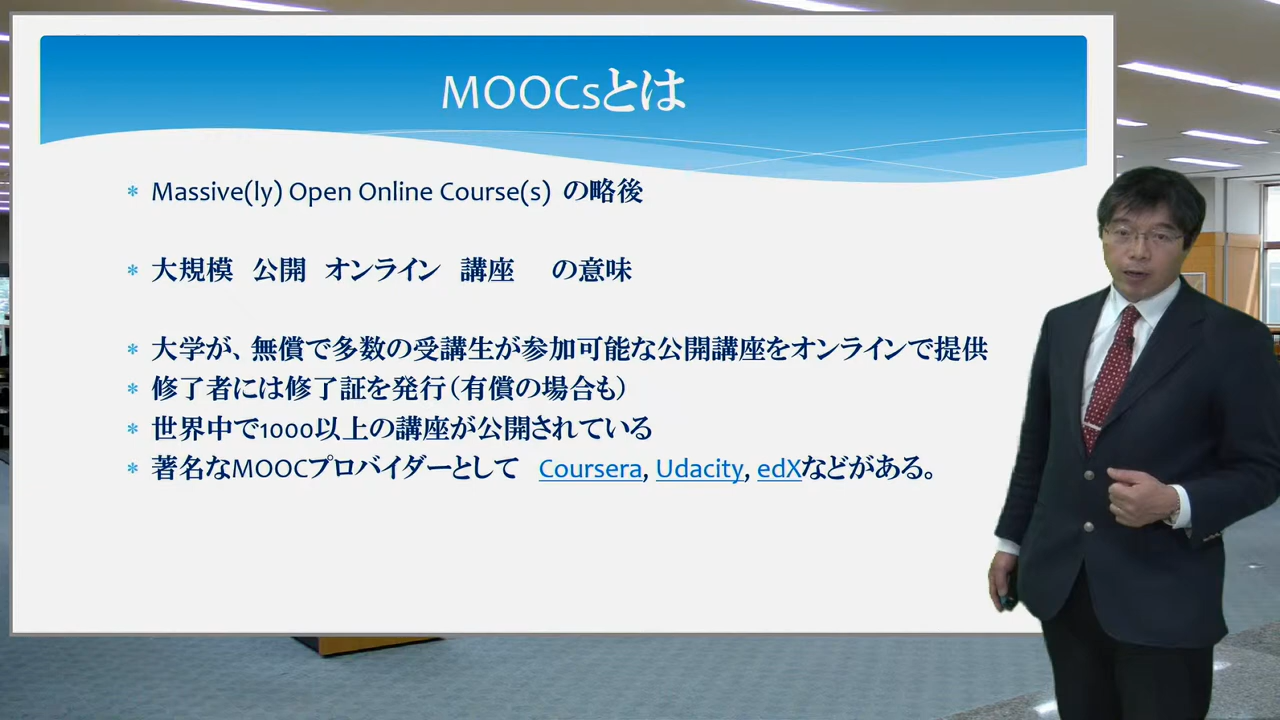 MOOCsとは
* Massive(ly) Open Online Course(s) の略後
* 大規模　公開　オンライン　講座　の意味
* 大学が、無償で多数の受講生が参加可能な公開講座をオンラインで提供
* 修了者には修了証を発行（有償の場合も）
* 世界中で1000以上の講座が公開されている
* 著名なMOOCプロバイダーとして　Coursera, Udacity, edXなどがある。